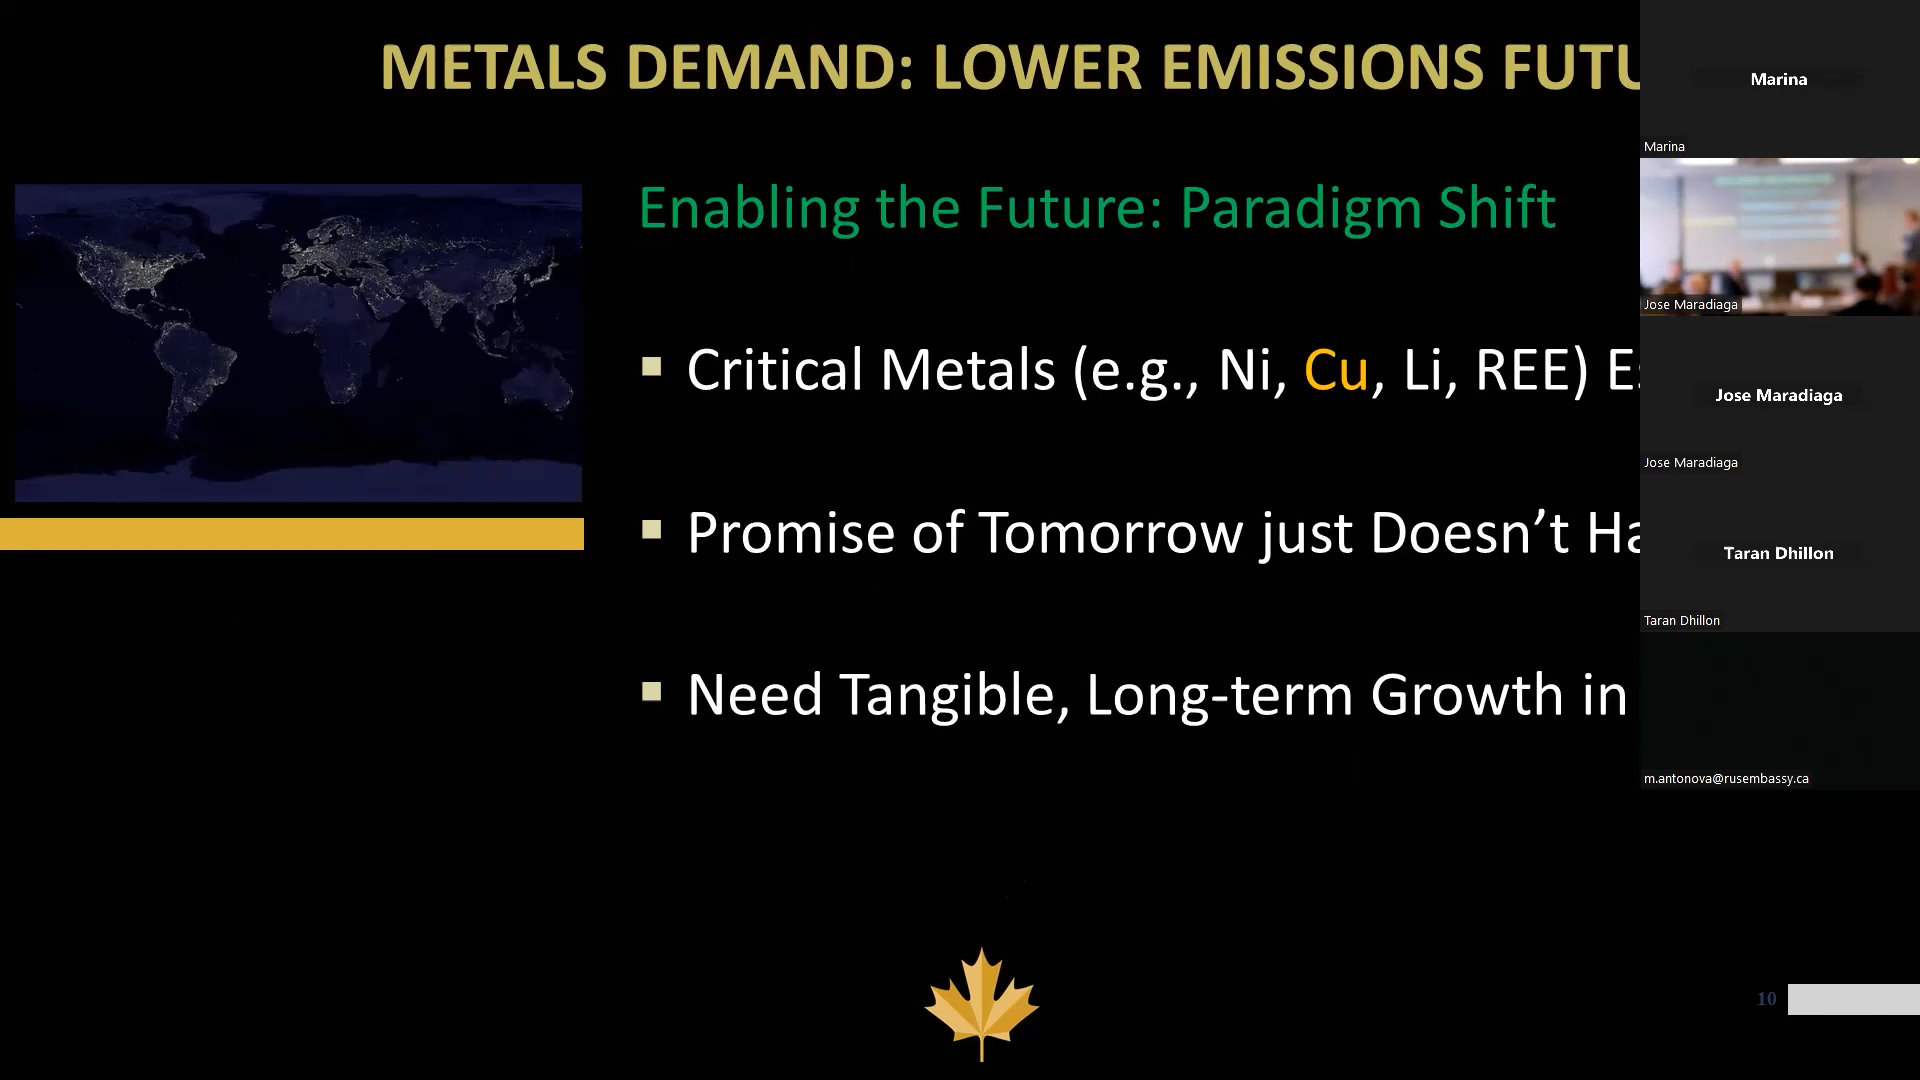 METALS DEMAND: LOWER EMISSIONS FUTU
Enabling the Future: Paradigm Shift
▪ Critical Metals (e.g., Ni, Cu, Li, REE) Es
▪ Promise of Tomorrow just Doesn’t Ha
▪ Need Tangible, Long-term Growth in
10
Marina
Marina
Jose Maradiaga
Jose Maradiaga
Jose Maradiaga
Taran Dhillon
Taran Dhillon
m.antonova@rusembassy.ca